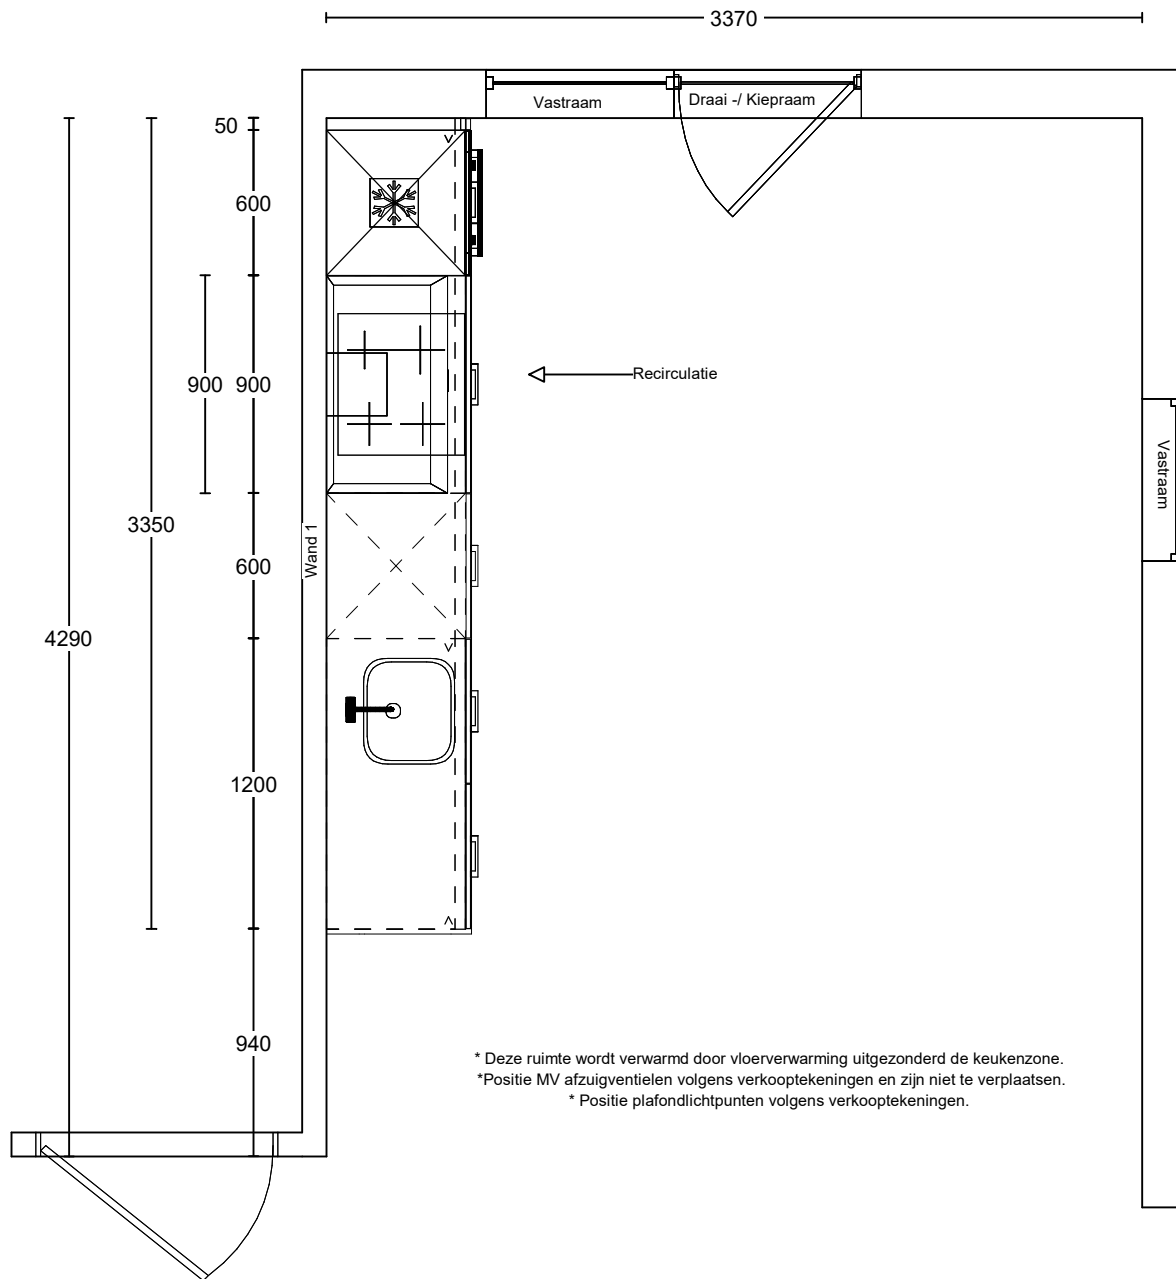 3370
Vastraam
Draai -/ Kiepraam
50
600
900
900
Recirculatie
Vastraam
3350
Wand 1
600
4290
1200
940
* Deze ruimte wordt verwarmd door vloerverwarming uitgezonderd de keukenzone.
*Positie MV afzuigventielen volgens verkooptekeningen en zijn niet te verplaatsen.
* Positie plafondlichtpunten volgens verkooptekeningen.